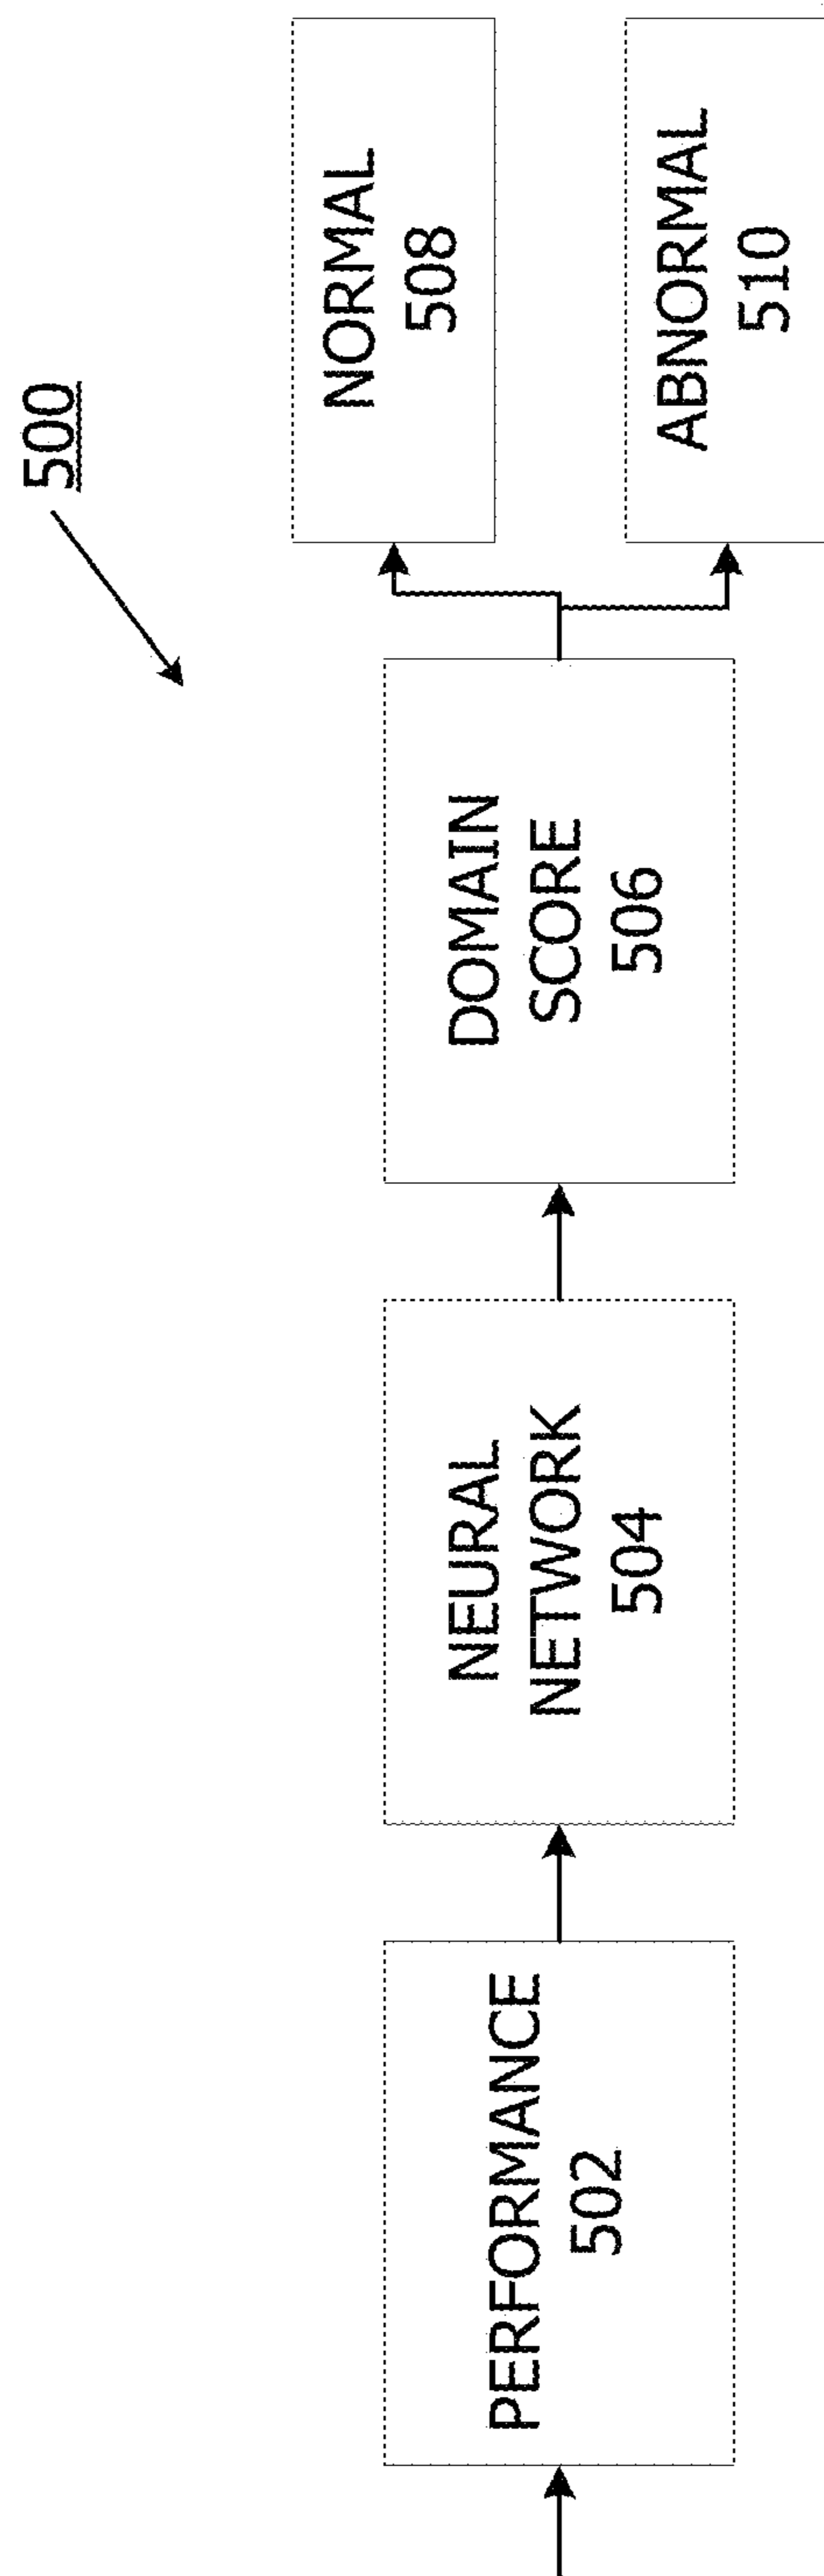 500
PERFORMANCE
502
NEURAL
NETWORK
504
DOMAIN
SCORE
506
NORMAL
508
ABNORMAL
510